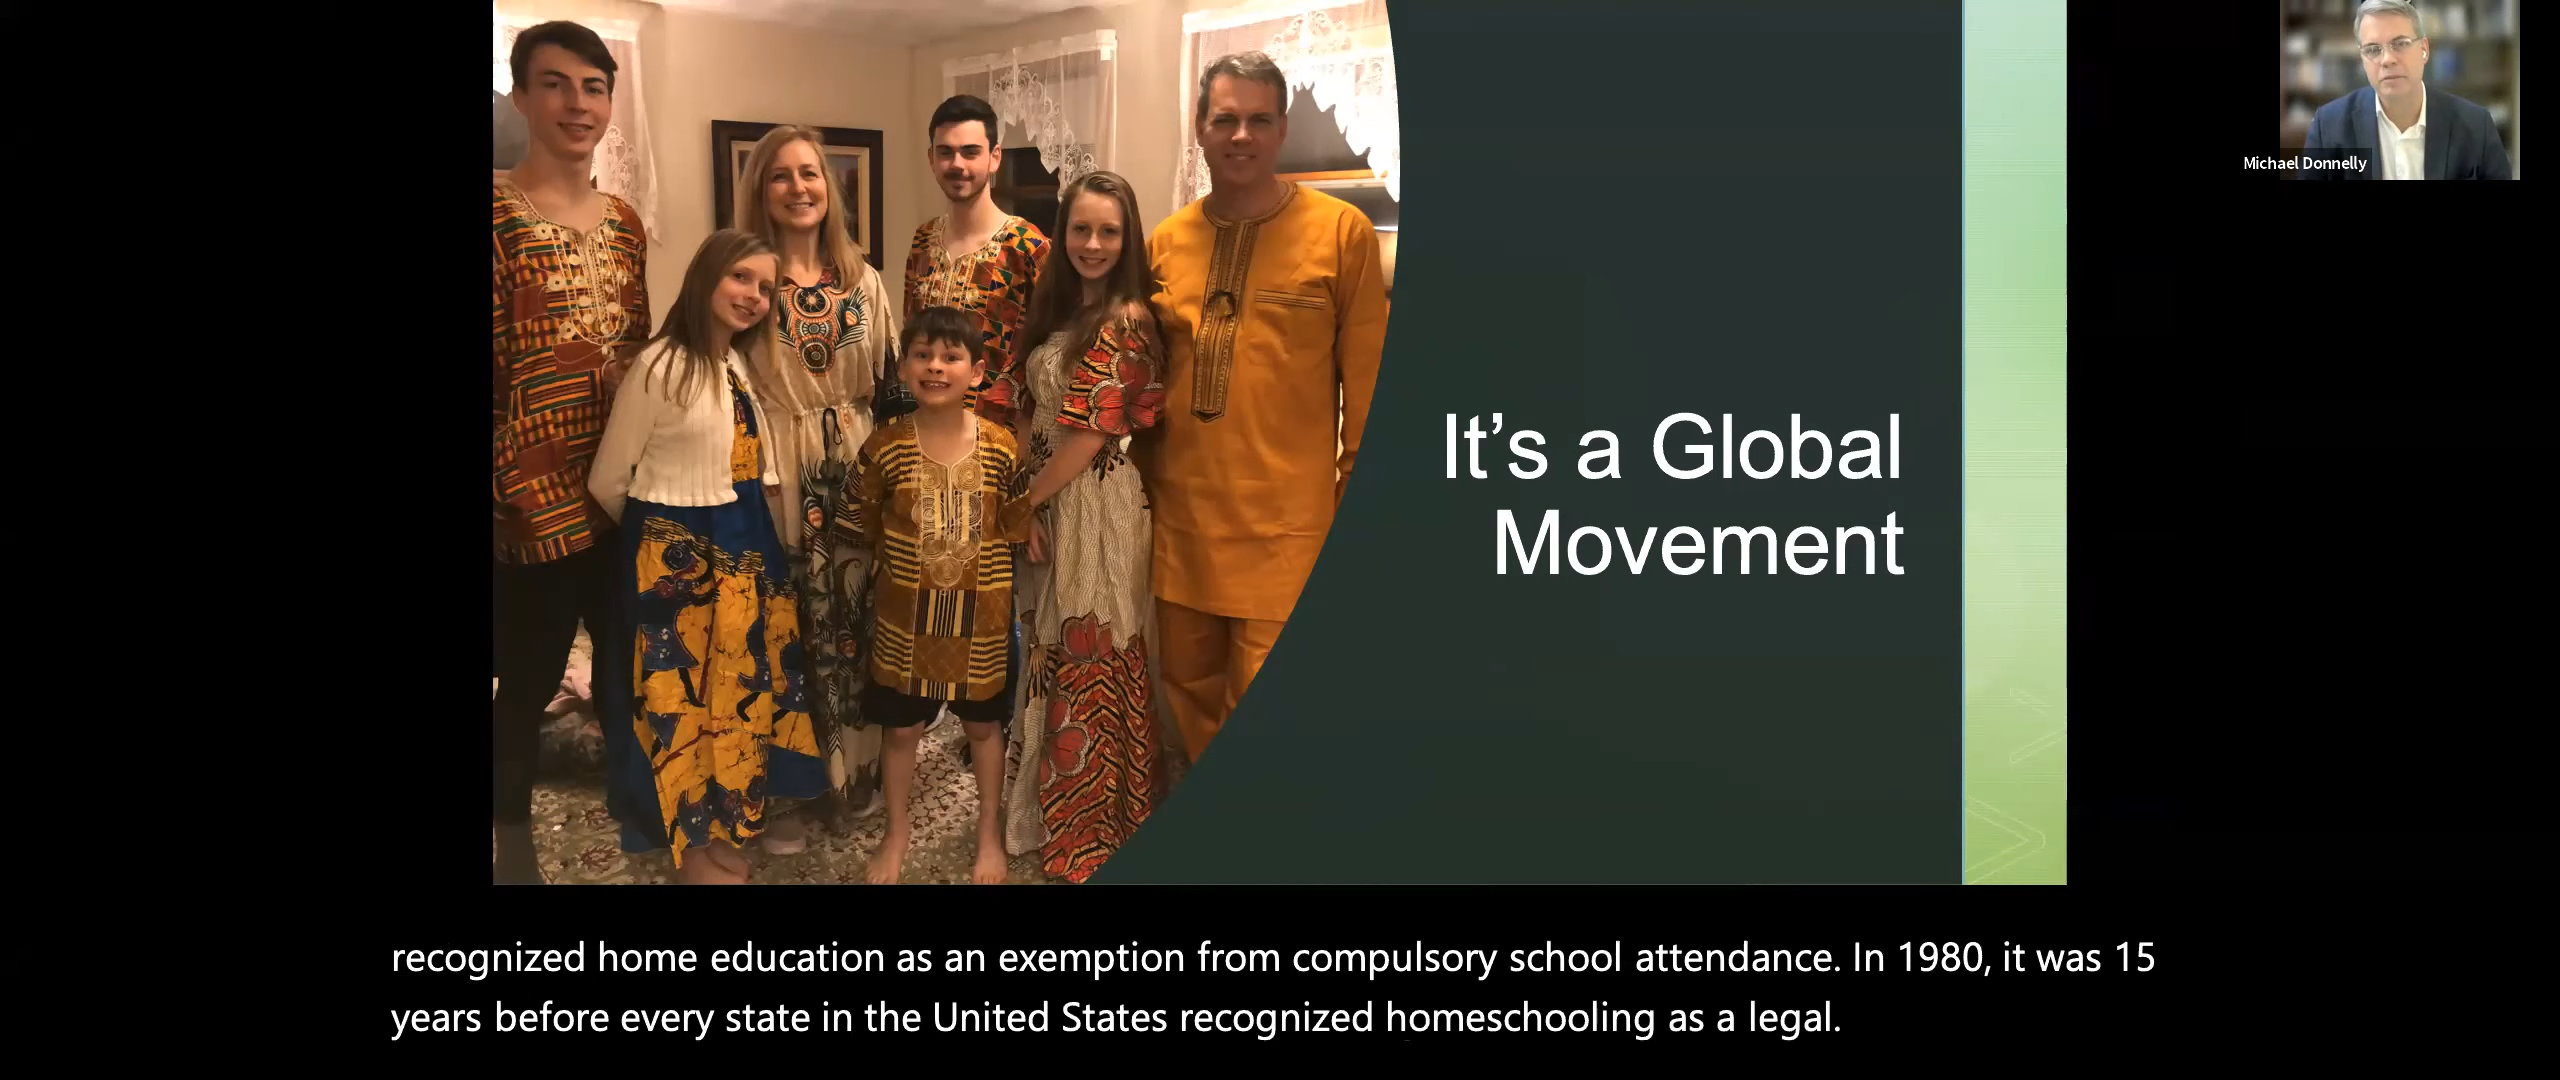 Michael Donnelly
It’s a Global
Movement
recognized home education as an exemption from compulsory school attendance. In 1980, it was 15
years before every state in the United States recognized homeschooling as a legal.